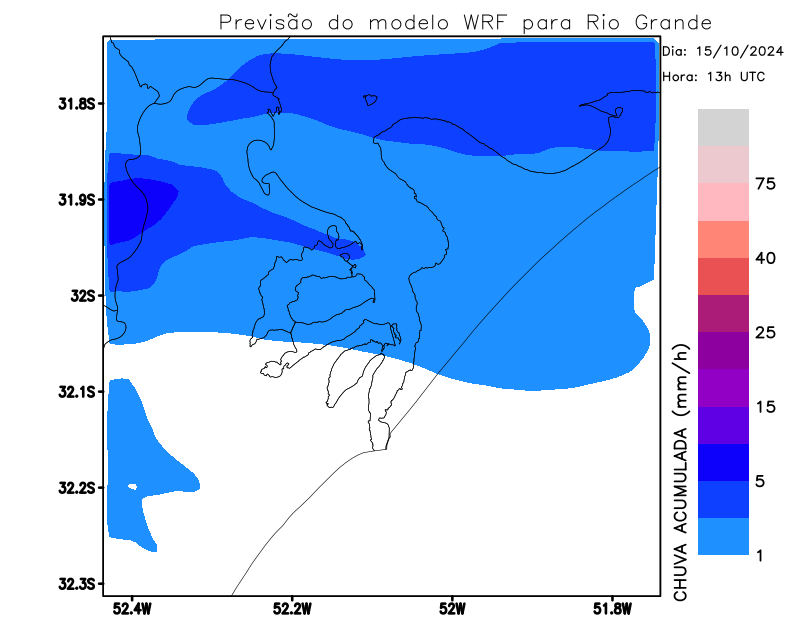 Previsão do modelo WRF para Rio Grande
Dia: 15/10/2024
Hora: 13h UTC
31.8S
31.9S
32S
32.1S
32.2S
32.3S
52.4W
52.2W
52W
51.8W
75
40
25
15
5
1
CHUVA ACUMULADA (mm/h)